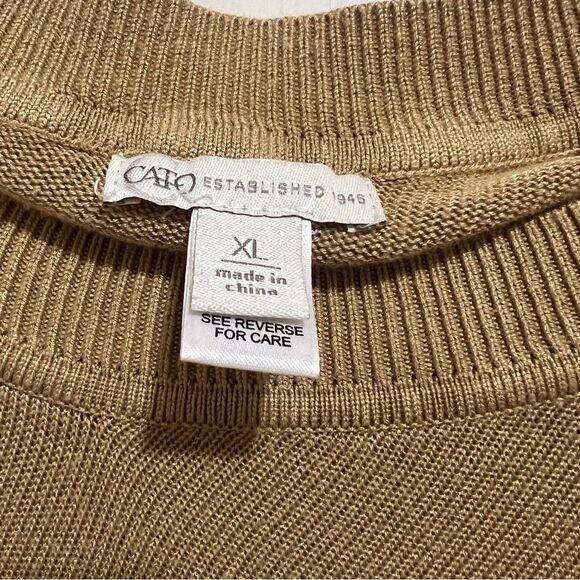 CATO ESTABLISHED 1946
XL
made in
china
SEE REVERSE
FOR CARE